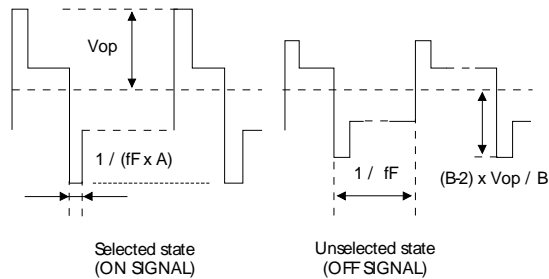 Vop
1 / (fF x A)
1 / fF
(B-2) x Vop / B
Selected state
(ON SIGNAL)
Unselected state
(OFF SIGNAL)